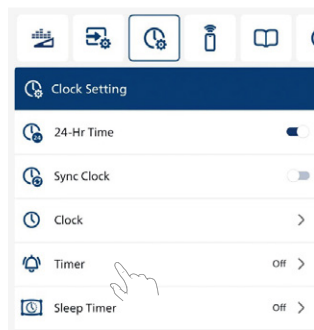 Clock Setting
24-Hr Time
Sync Clock
Clock
Timer Off
Sleep Timer Off